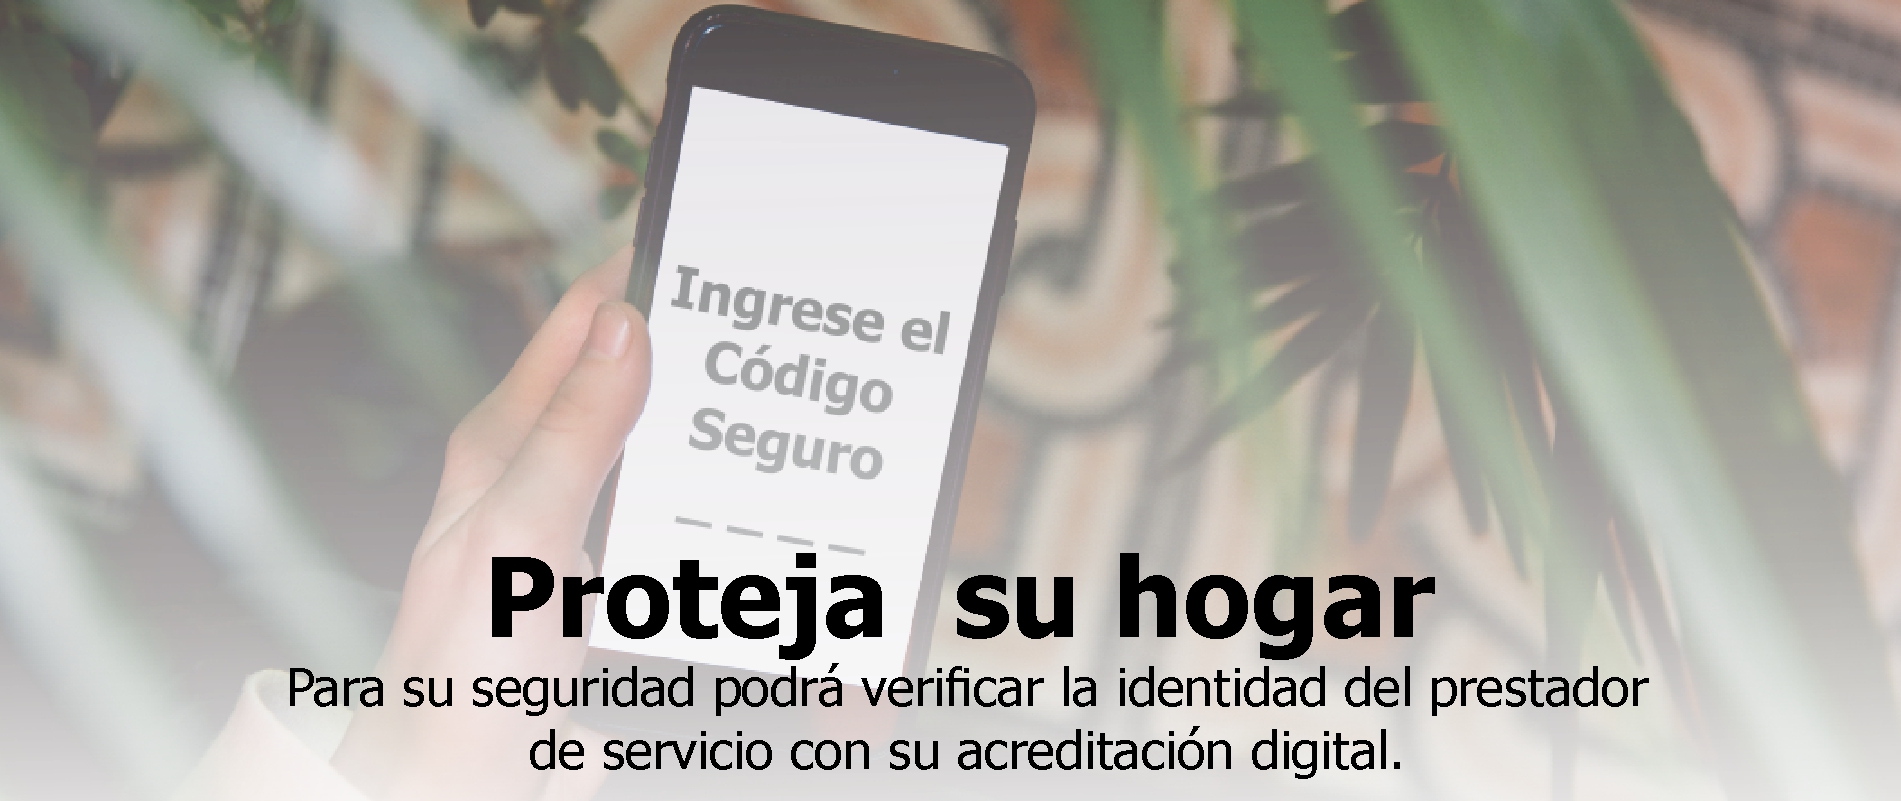 Ingrese el
Código
Seguro
_ _ _ _
Proteja su hogar
Para su seguridad podrá verificar la identidad del prestador
de servicio con su acreditación digital.